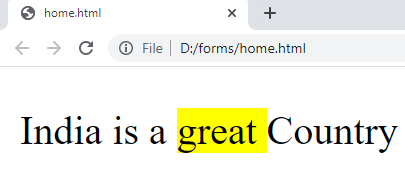 home.html
File | D:/forms/home.html
India is a great Country